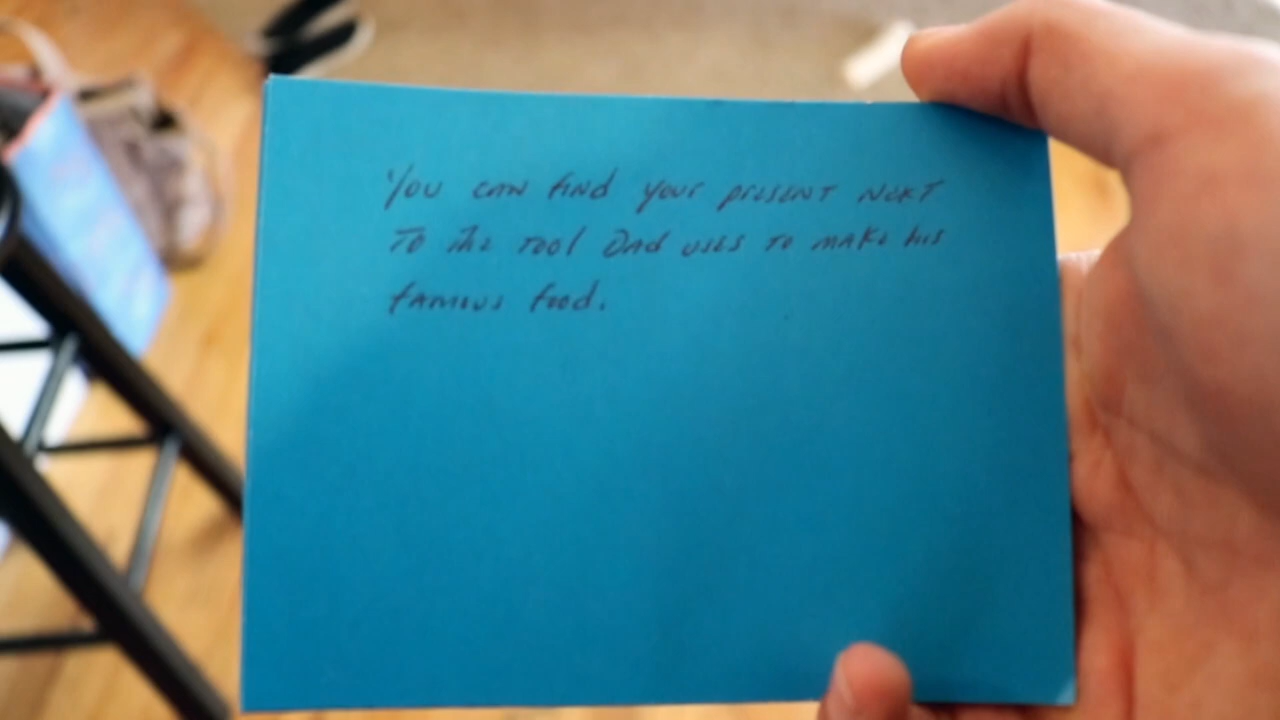 You can find your present next
to the tool Dad uses to make his
famous food.